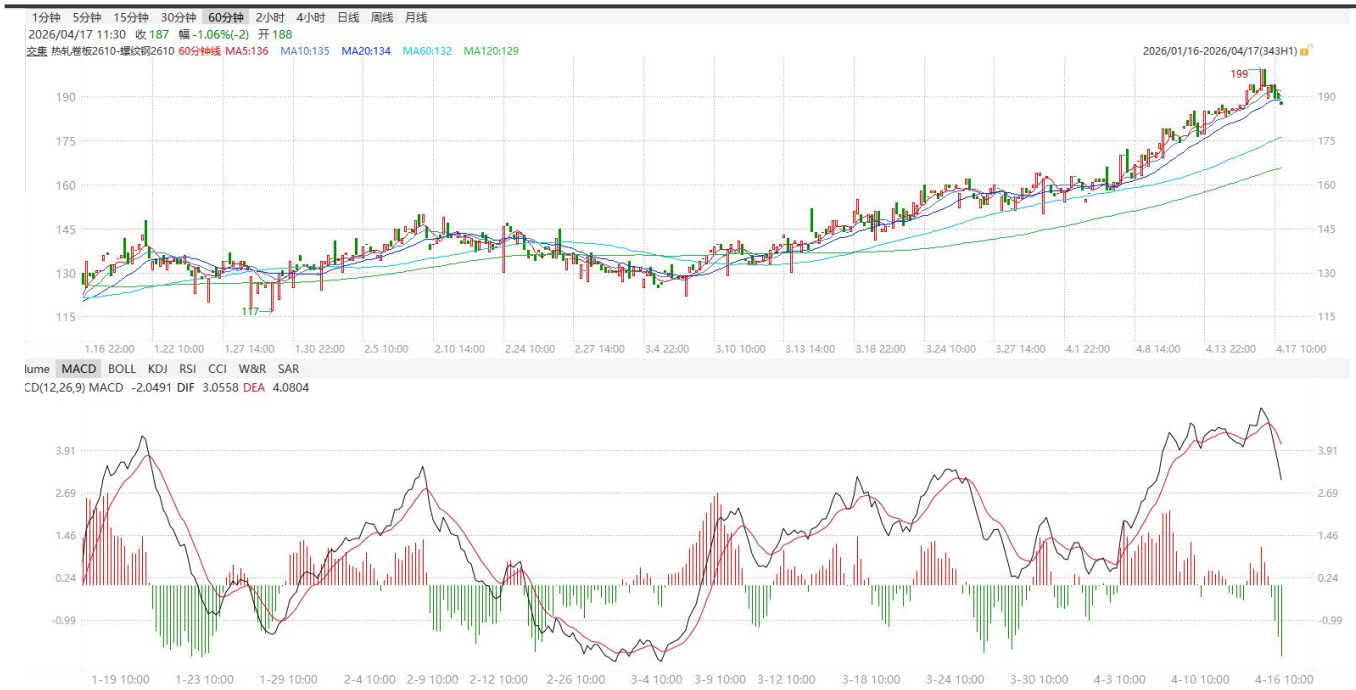 1分钟 5分钟 15分钟 30分钟 60分钟 2小时 4小时 日线 周线 月线
2026/04/17 11:30 收 187 幅 -1.06%(-2) 开 188
交集 热轧卷板2610-螺纹钢2610 60分钟线 MA5:136 MA10:135 MA20:134 MA60:132 MA120:129 2026/01/16-2026/04/17(343H1)
199
190 190
175 175
160 160
145 145
130 130
117
115 115
1.16 22:00 1.22 10:00 1.27 14:00 1.30 22:00 2.5 10:00 2.10 14:00 2.24 10:00 2.27 14:00 3.4 22:00 3.10 10:00 3.13 14:00 3.18 22:00 3.24 10:00 3.27 14:00 4.1 22:00 4.8 14:00 4.13 22:00 4.17 10:00
lume MACD BOLL KDJ RSI CCI W&R SAR
CD(12,26,9) MACD -2.0491 DIF 3.0558 DEA 4.0804
3.91 3.91
2.69 2.69
1.46 1.46
0.24 0.24
-0.99 -0.99
1-19 10:00 1-23 10:00 1-29 10:00 2-4 10:00 2-9 10:00 2-12 10:00 2-26 10:00 3-4 10:00 3-9 10:00 3-12 10:00 3-18 10:00 3-24 10:00 3-30 10:00 4-3 10:00 4-10 10:00 4-16 10:00